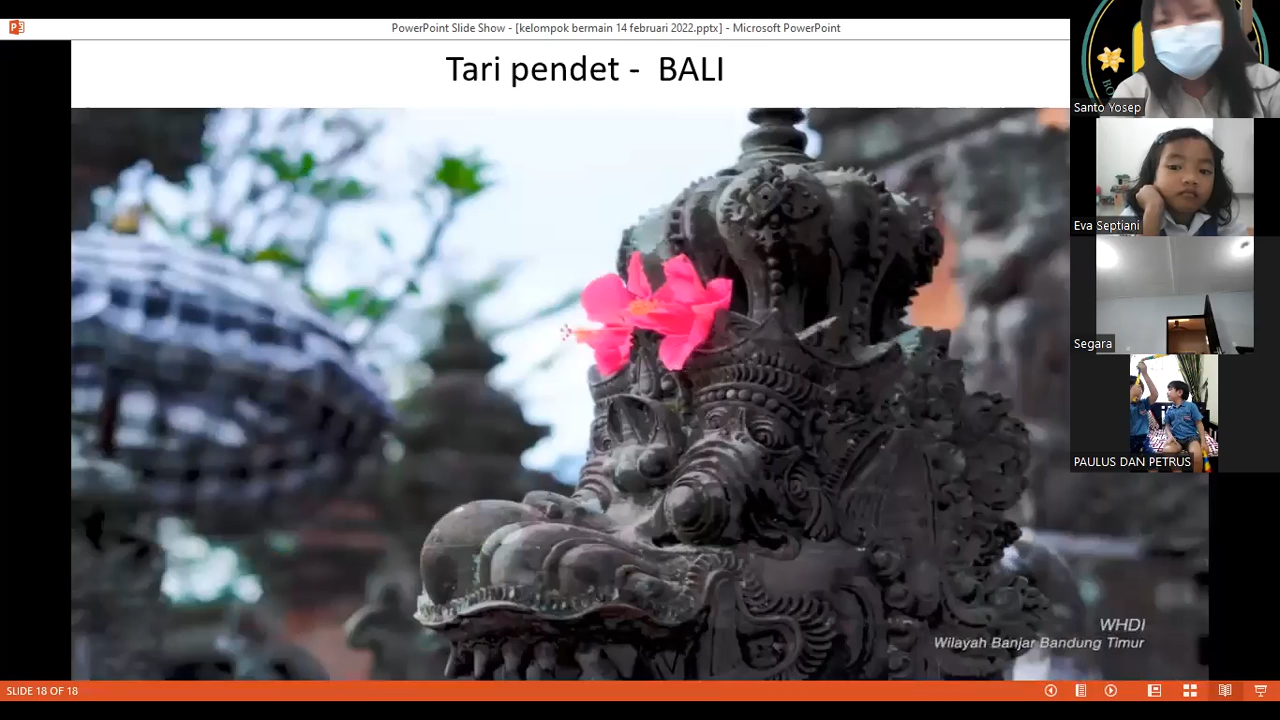 PowerPoint Slide Show - [kelompok bermain 14 februari 2022.pptx] - Microsoft PowerPoint
Tari pendet - BALI
Santo Yosep
Eva Septiani
Segara
PAULUS DAN PETRUS
WHDI
Wilayah Banjar Bandung Timur
SLIDE 18 OF 18